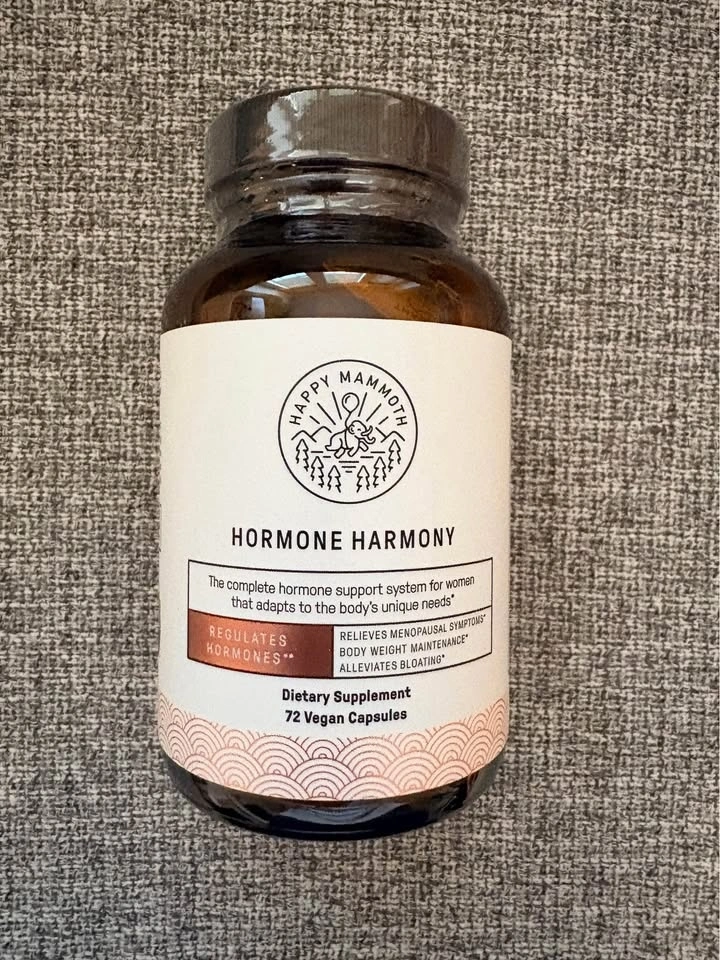 HAPPY MAMMOTH
HORMONE HARMONY
The complete hormone support system for women
that adapts to the body's unique needs*
REGULATES
HORMONES**
RELIEVES MENOPAUSAL SYMPTOMS*
BODY WEIGHT MAINTENANCE*
ALLEVIATES BLOATING*
Dietary Supplement
72 Vegan Capsules